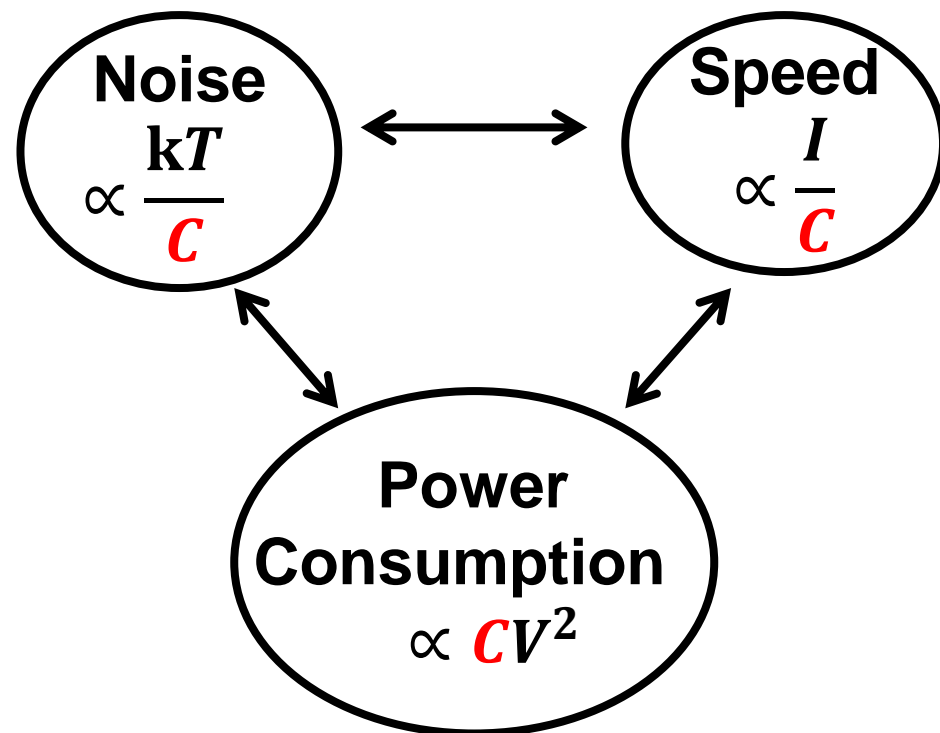 Noise
∝ kT/C
Speed
∝ I/C
Power
Consumption
∝ CV²